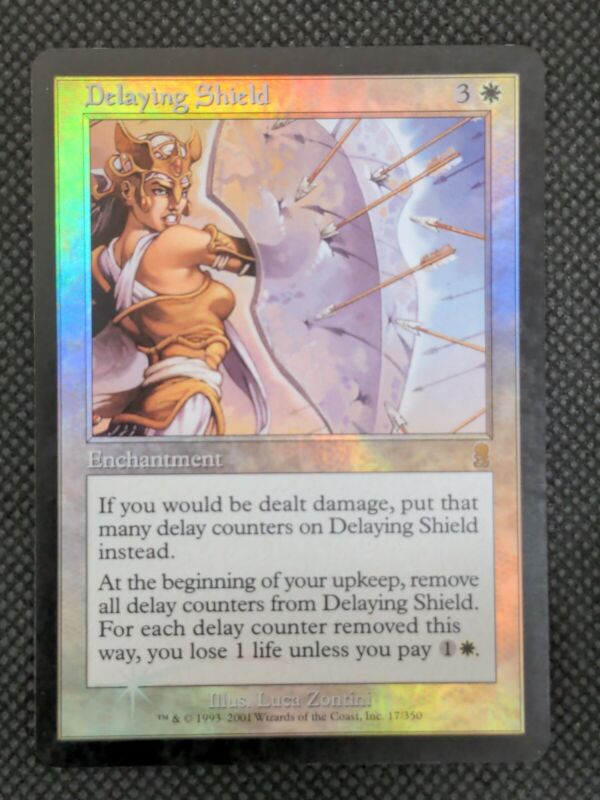 Delaying Shield
3
Enchantment
If you would be dealt damage, put that
many delay counters on Delaying Shield
instead.
At the beginning of your upkeep, remove
all delay counters from Delaying Shield.
For each delay counter removed this
way, you lose 1 life unless you pay 1 .
Illus. Luca Zontini
™ & © 1993-2001 Wizards of the Coast, Inc. 17/350